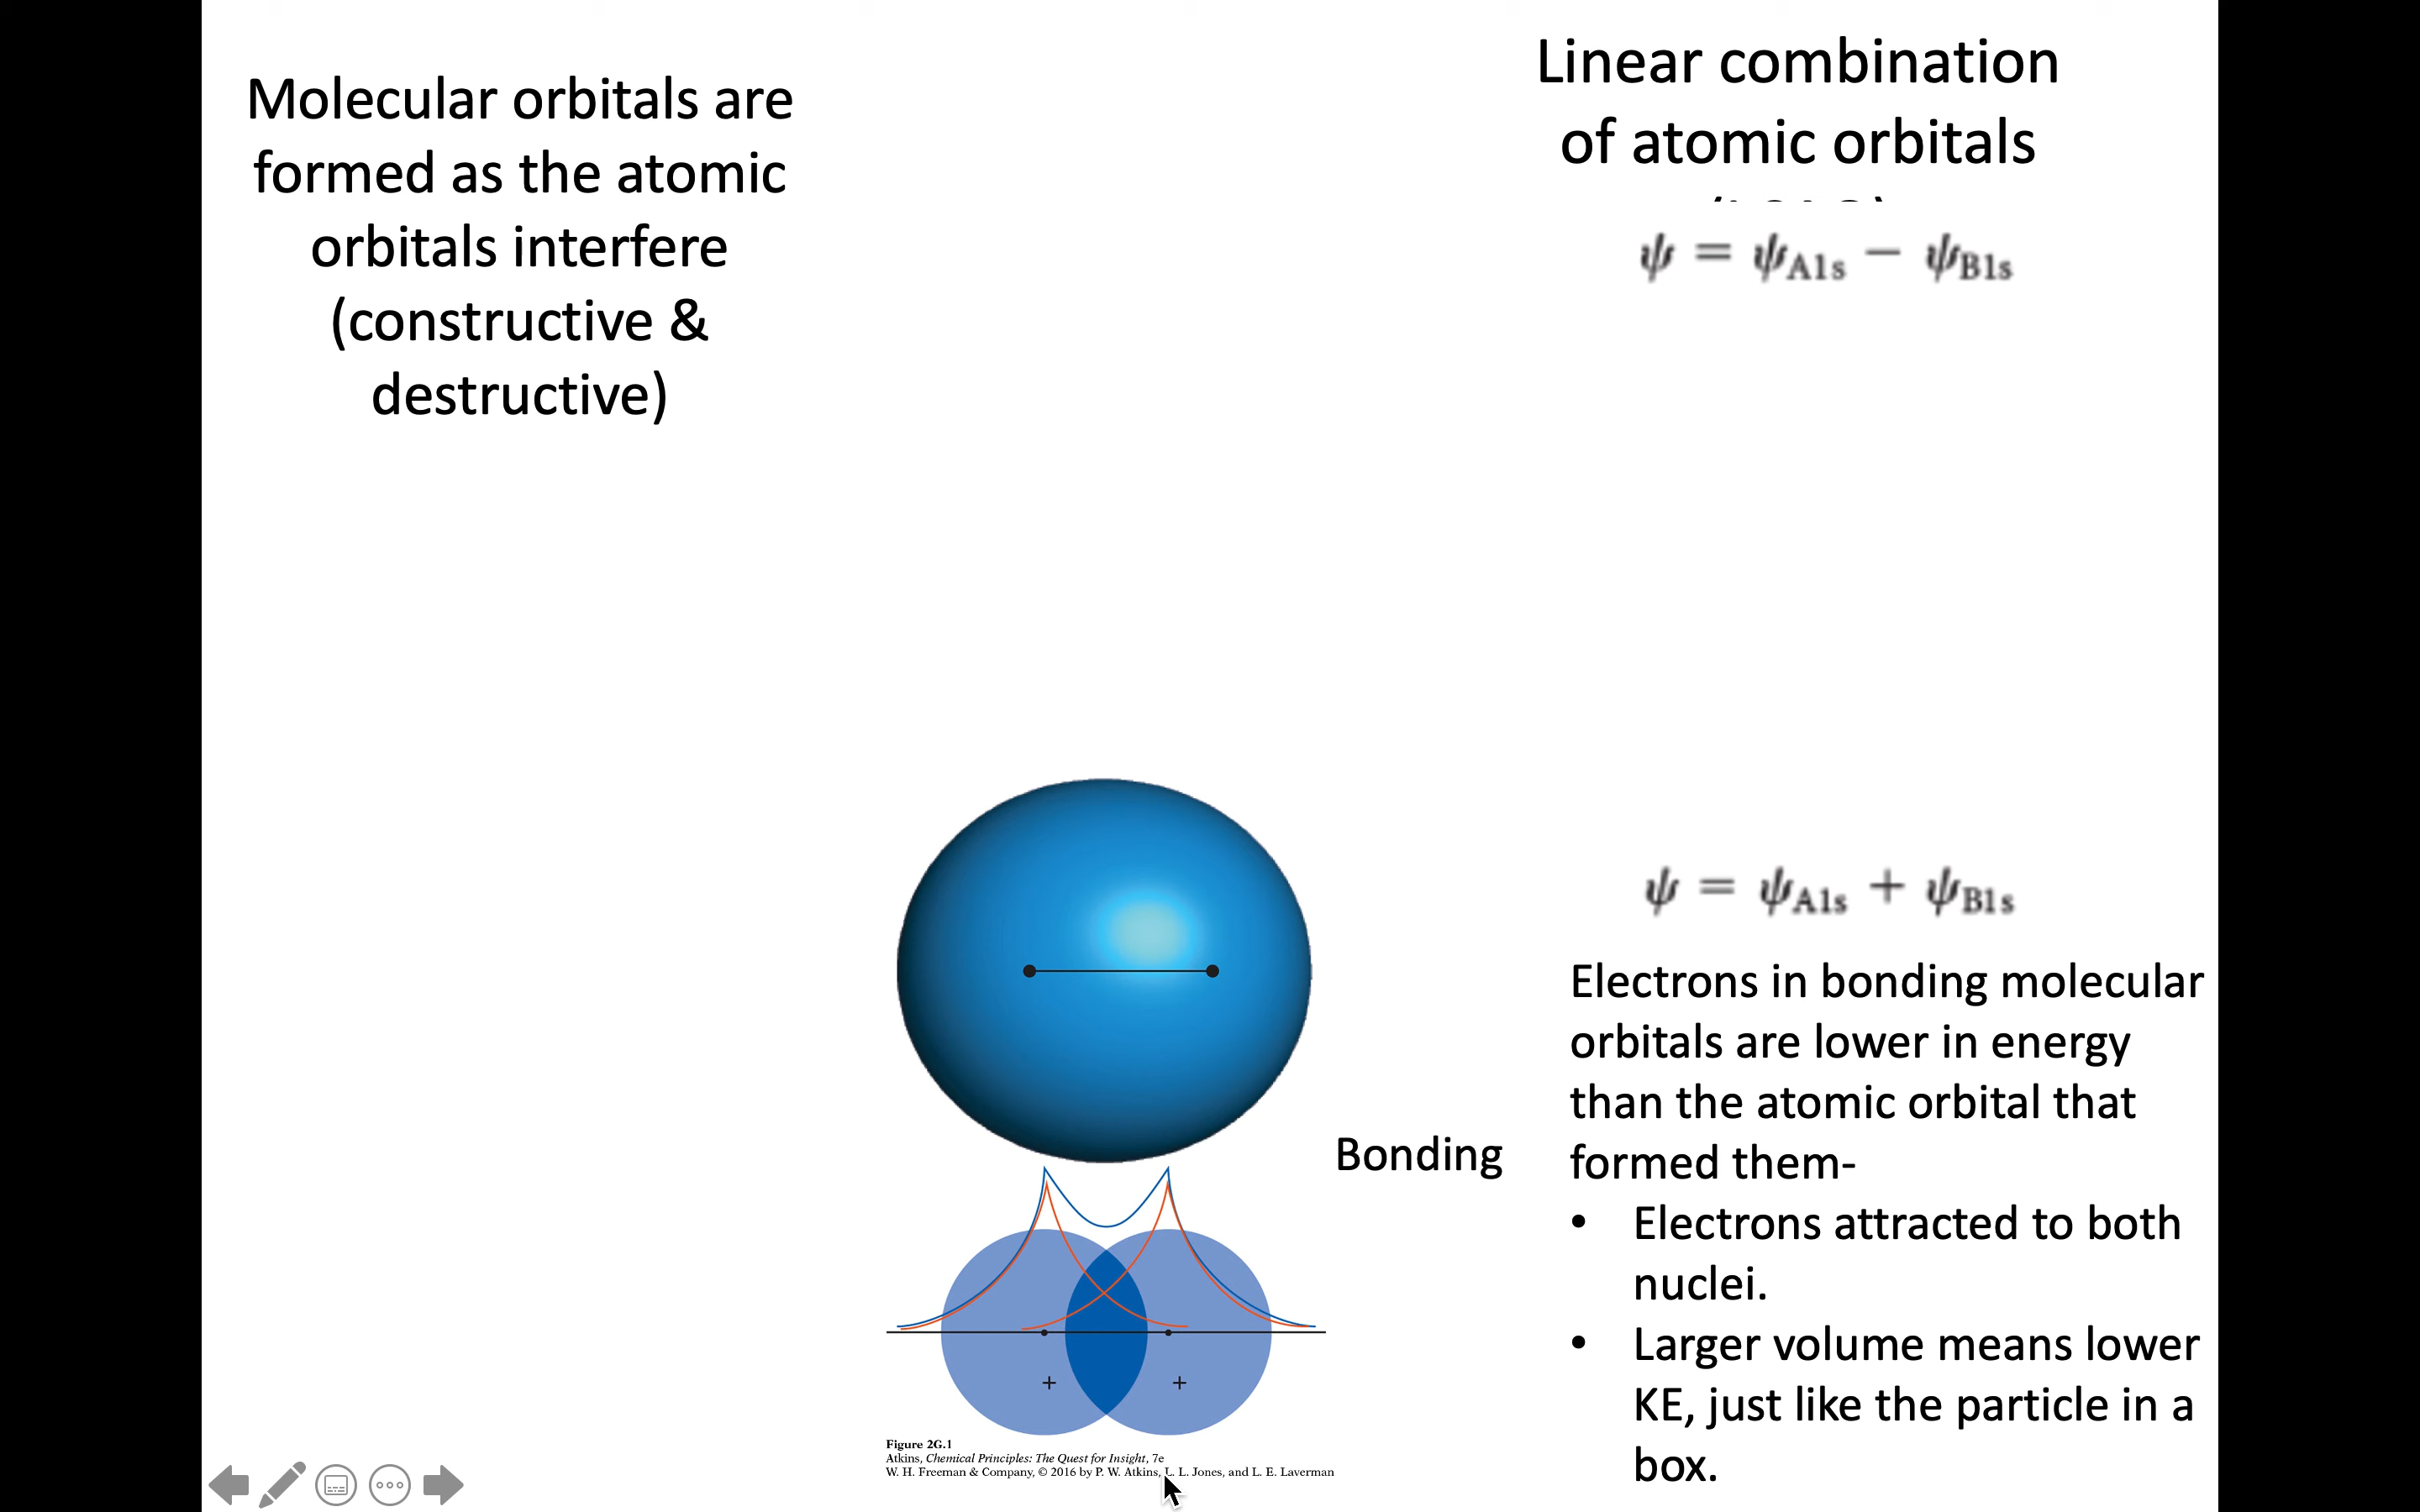 Molecular orbitals are
formed as the atomic
orbitals interfere
(constructive &
destructive)
Linear combination
of atomic orbitals
ψ = ψA1s − ψB1s
ψ = ψA1s + ψB1s
Electrons in bonding molecular
orbitals are lower in energy
than the atomic orbital that
formed them-
• Electrons attracted to both
nuclei.
• Larger volume means lower
KE, just like the particle in a
box.
Bonding
+ +
Figure 2G.1
Atkins, Chemical Principles: The Quest for Insight, 7e
W. H. Freeman & Company, © 2016 by P. W. Atkins, L. L. Jones, and L. E. Laverman